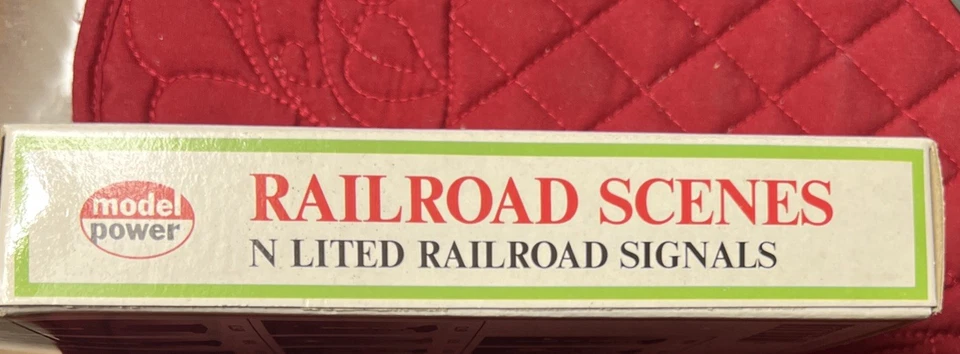 model
power
RAILROAD SCENES
N LITED RAILROAD SIGNALS